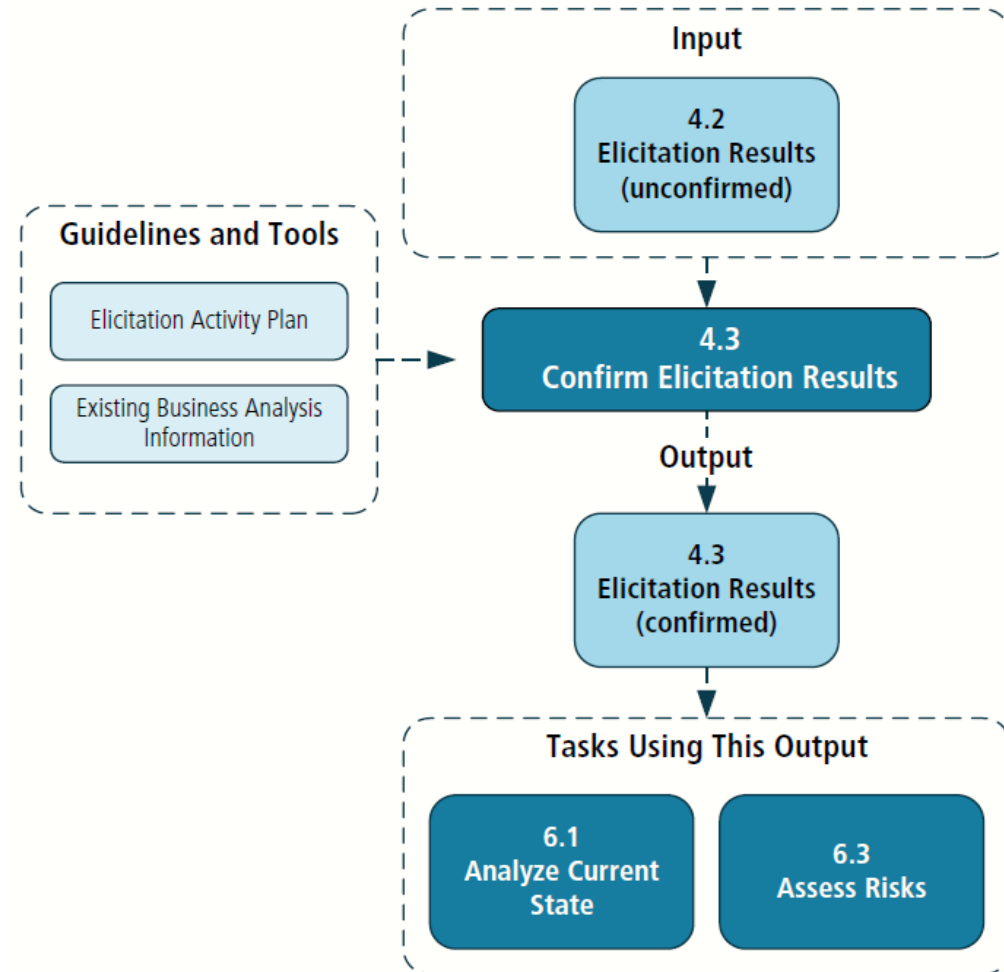 Input
4.2
Elicitation Results
(unconfirmed)
Guidelines and Tools
Elicitation Activity Plan
Existing Business Analysis
Information
4.3
Confirm Elicitation Results
Output
4.3
Elicitation Results
(confirmed)
Tasks Using This Output
6.1
Analyze Current
State
6.3
Assess Risks